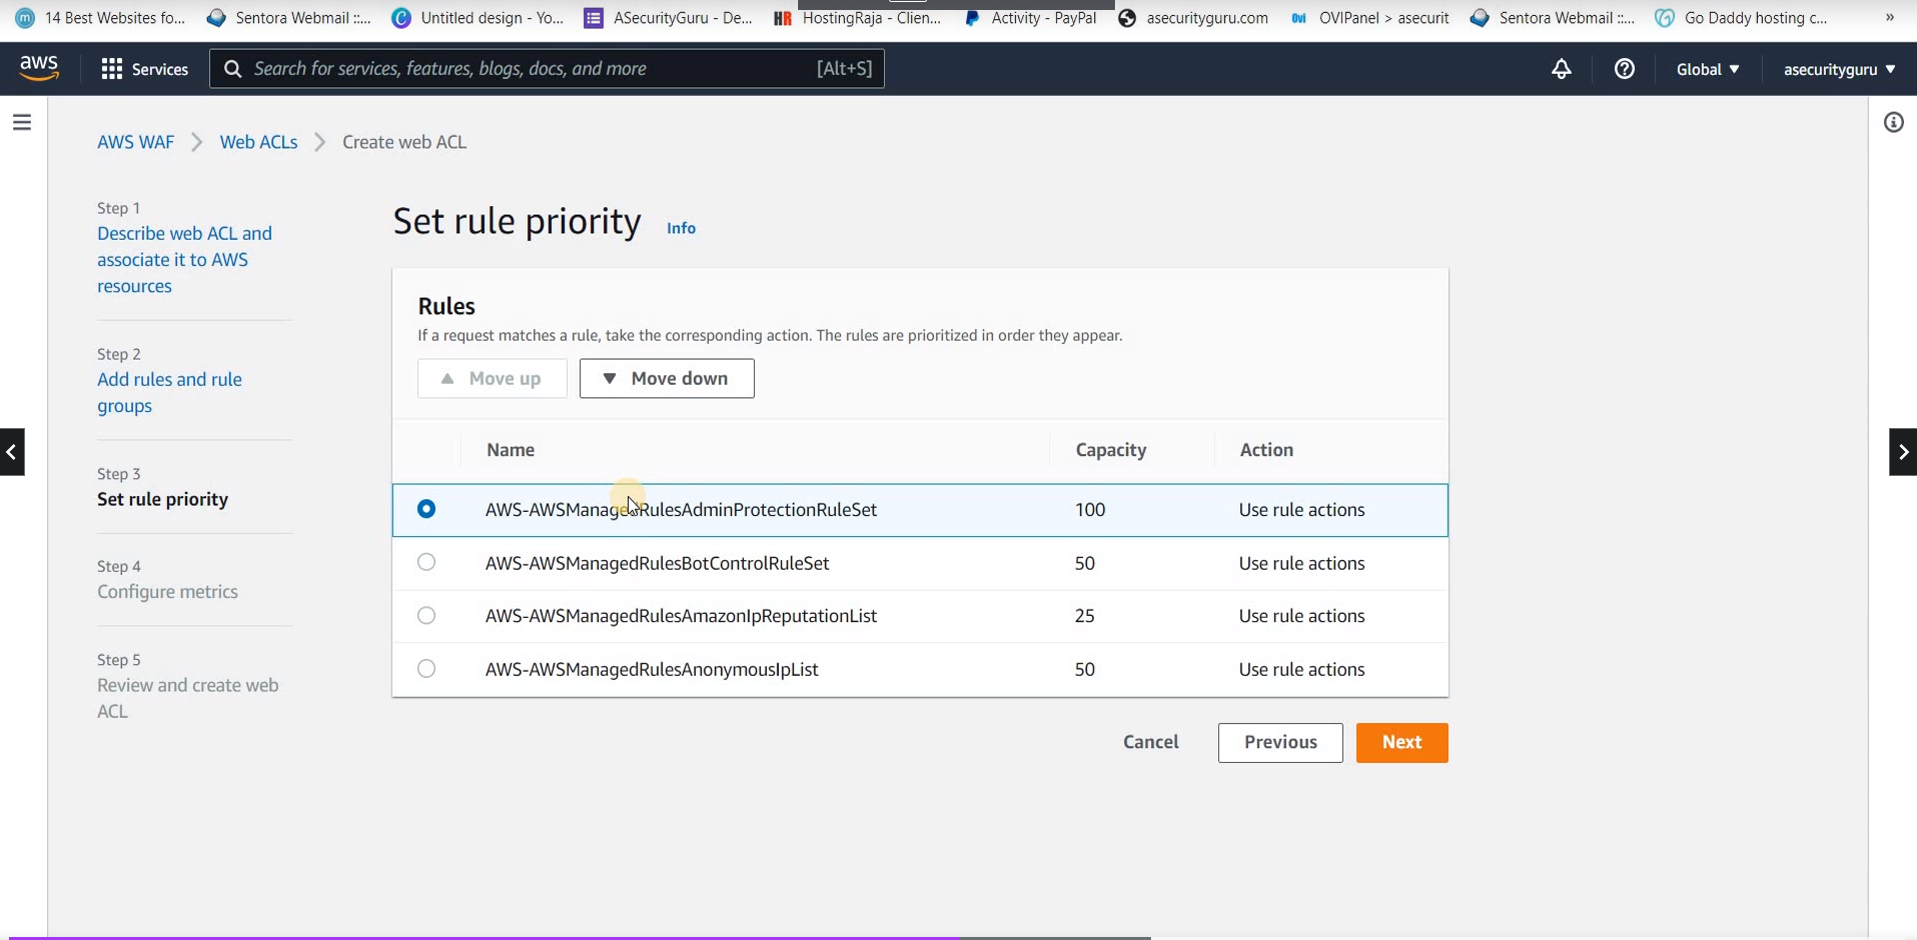 14 Best Websites fo...
Sentora Webmail ::...
Untitled design - Yo...
ASecurityGuru - De...
HR HostingRaja - Clien...
Activity - PayPal
asecurityguru.com
Ovi OVIPanel > asecurit
Sentora Webmail ::...
Go Daddy hosting c...
»
aws
Services
Search for services, features, blogs, docs, and more
[Alt+S]
Global
asecurityguru
AWS WAF > Web ACLs > Create web ACL
Step 1
Describe web ACL and
associate it to AWS
resources
Step 2
Add rules and rule
groups
Step 3
Set rule priority
Step 4
Configure metrics
Step 5
Review and create web
ACL
Set rule priority Info
Rules
If a request matches a rule, take the corresponding action. The rules are prioritized in order they appear.
▲ Move up
▼ Move down
Name Capacity Action
AWS-AWSManagedRulesAdminProtectionRuleSet 100 Use rule actions
AWS-AWSManagedRulesBotControlRuleSet 50 Use rule actions
AWS-AWSManagedRulesAmazonIpReputationList 25 Use rule actions
AWS-AWSManagedRulesAnonymousIpList 50 Use rule actions
Cancel
Previous
Next